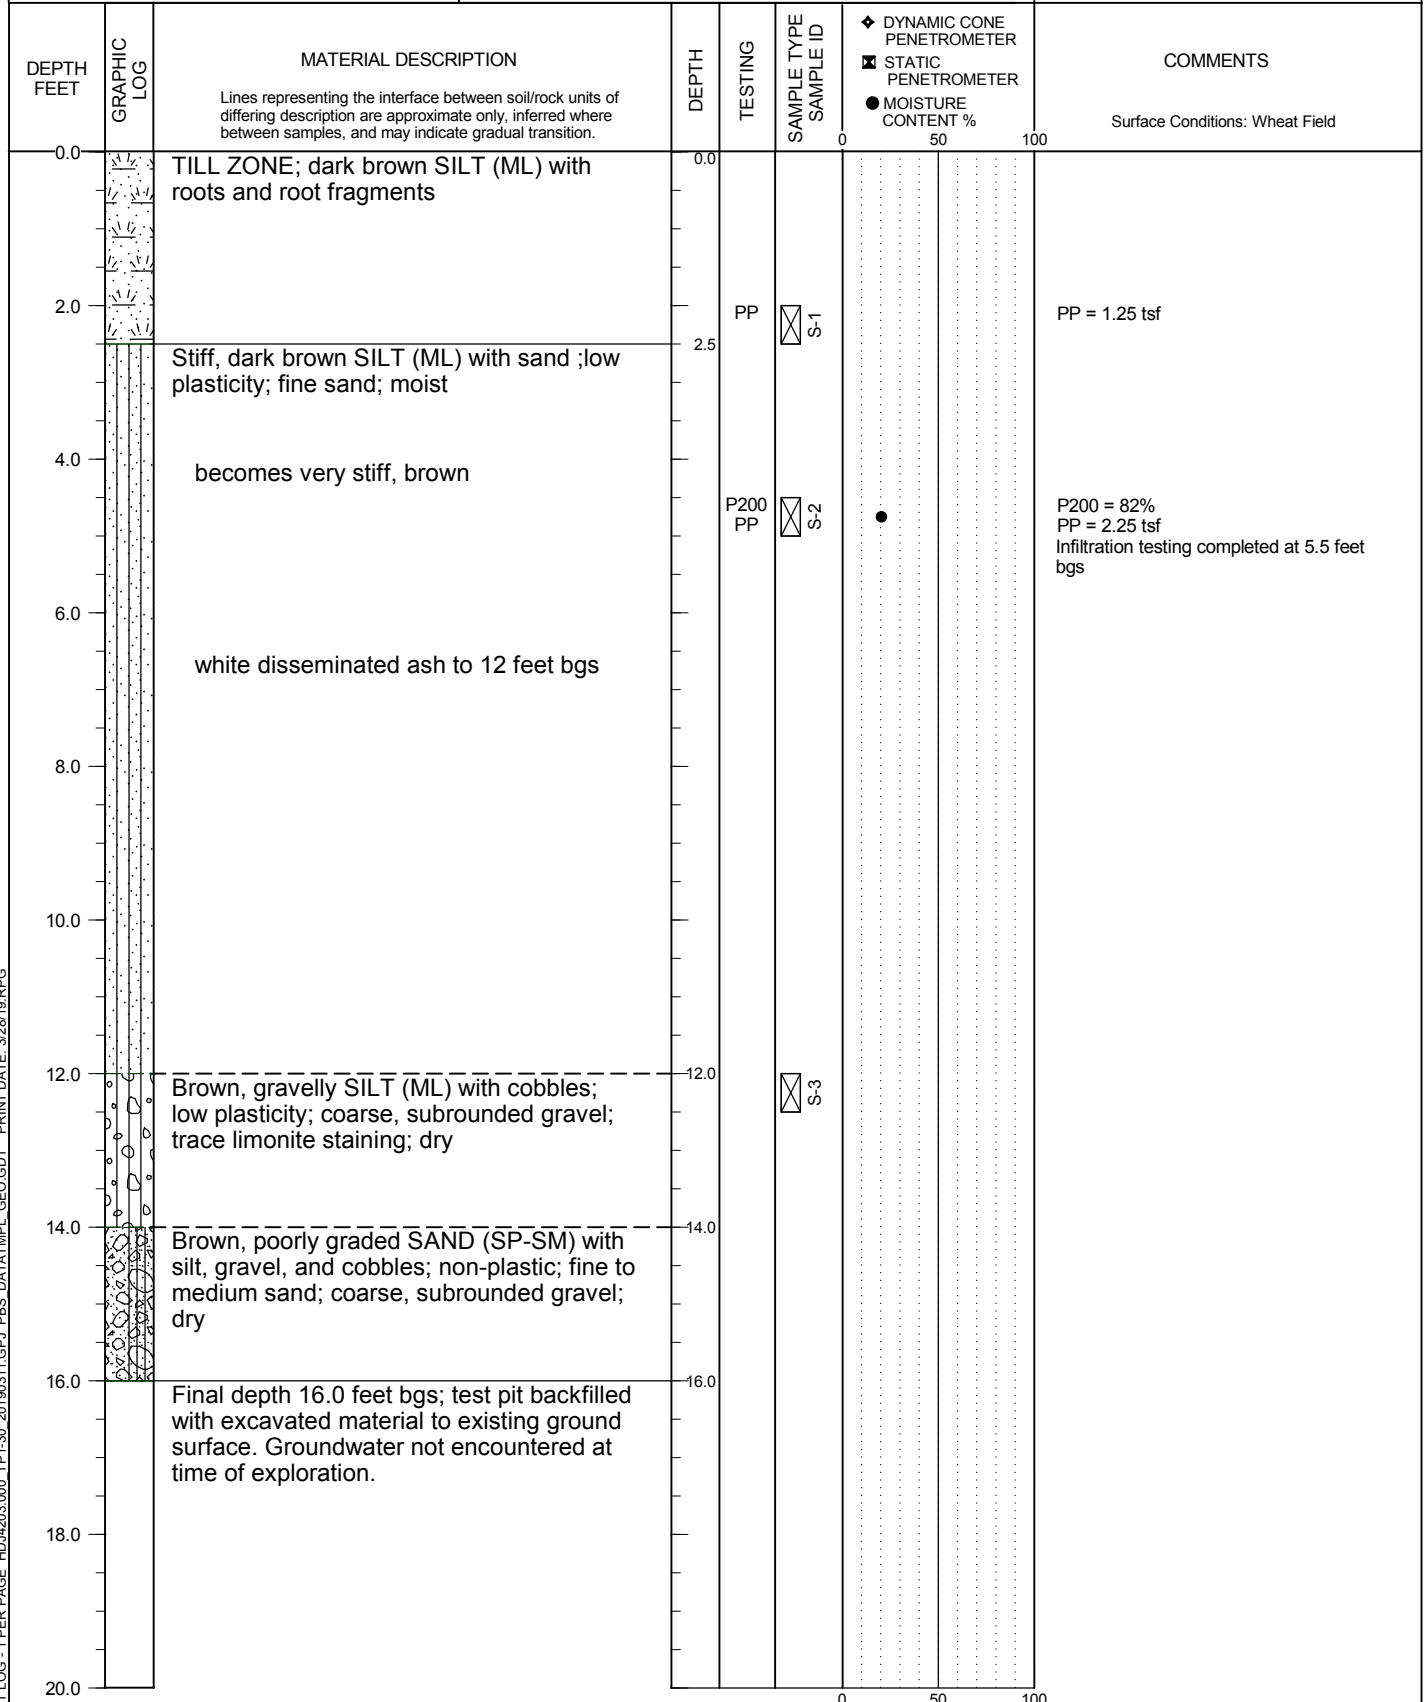 DEPTH
FEET
GRAPHIC
LOG
MATERIAL DESCRIPTION
Lines representing the interface between soil/rock units of
differing description are approximate only, inferred where
between samples, and may indicate gradual transition.
DEPTH
TESTING
SAMPLE TYPE
SAMPLE ID
DYNAMIC CONE
PENETROMETER
STATIC
PENETROMETER
MOISTURE
CONTENT %
0 50 100
COMMENTS
Surface Conditions: Wheat Field
0.0
TILL ZONE; dark brown SILT (ML) with
roots and root fragments
0.0
2.0
PP
S-1
PP = 1.25 tsf
2.5
Stiff, dark brown SILT (ML) with sand ;low
plasticity; fine sand; moist
4.0
becomes very stiff, brown
P200
PP
S-2
P200 = 82%
PP = 2.25 tsf
Infiltration testing completed at 5.5 feet
bgs
6.0
white disseminated ash to 12 feet bgs
8.0
10.0
12.0
Brown, gravelly SILT (ML) with cobbles;
low plasticity; coarse, subrounded gravel;
trace limonite staining; dry
12.0
S-3
14.0
Brown, poorly graded SAND (SP-SM) with
silt, gravel, and cobbles; non-plastic; fine to
medium sand; coarse, subrounded gravel;
dry
14.0
16.0
Final depth 16.0 feet bgs; test pit backfilled
with excavated material to existing ground
surface. Groundwater not encountered at
time of exploration.
16.0
18.0
20.0
0 50 100
LOG - 1 PER PAGE PRINT DATE: 3/28/19:RPG